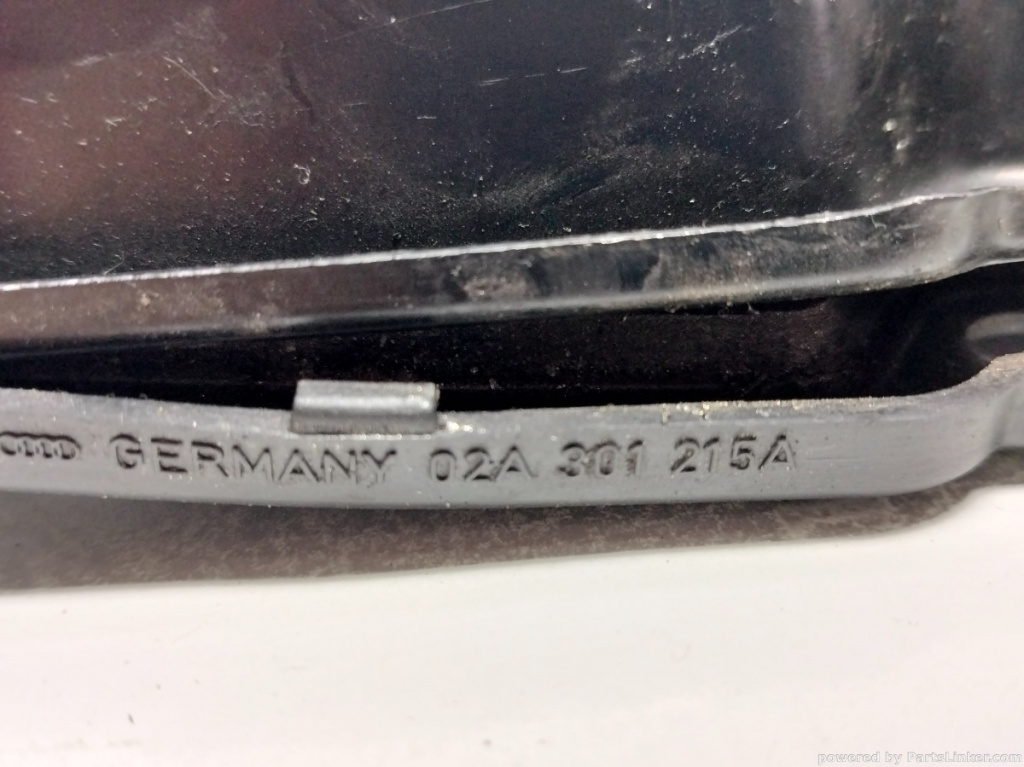 GERMANY 02A 301 215A
powered by PartsLinker.com